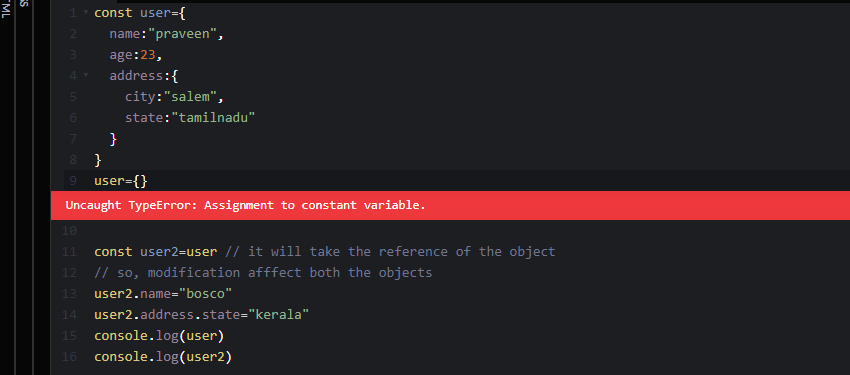 1 const user={
2 name:"praveen",
3 age:23,
4 address:{
5 city:"salem",
6 state:"tamilnadu"
7 }
8 }
9 user={}
Uncaught TypeError: Assignment to constant variable.
10
11 const user2=user // it will take the reference of the object
12 // so, modification afffect both the objects
13 user2.name="bosco"
14 user2.address.state="kerala"
15 console.log(user)
16 console.log(user2)